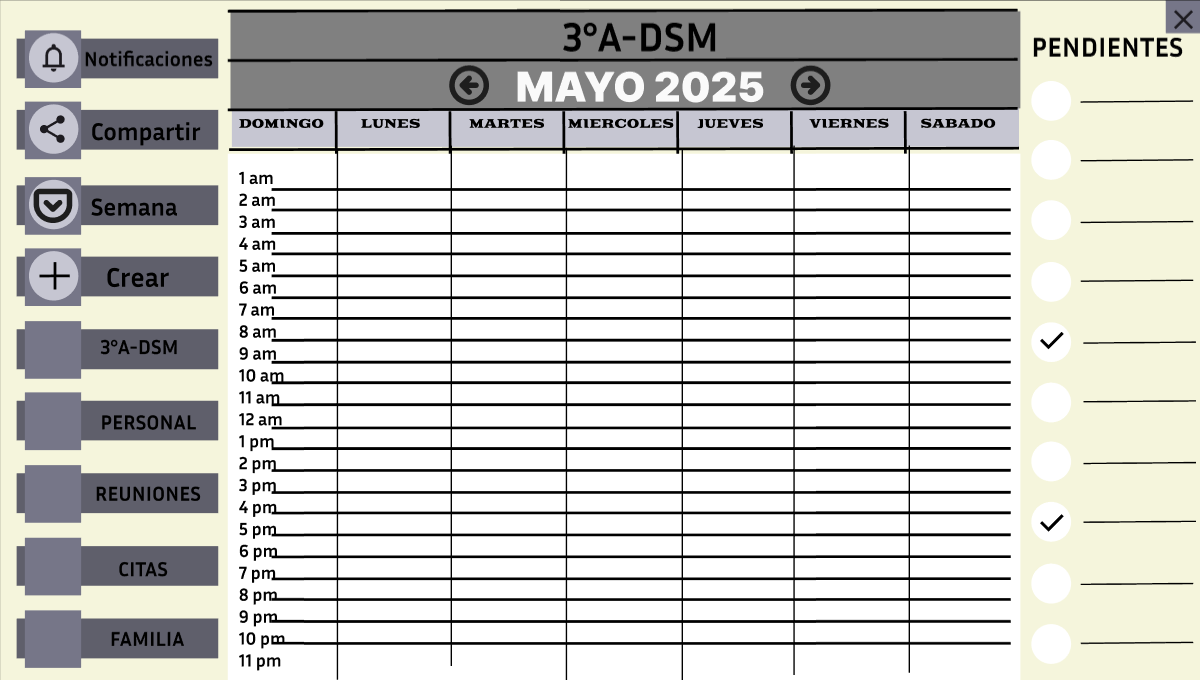 Notificaciones
Compartir
Semana
Crear
3°A-DSM
PERSONAL
REUNIONES
CITAS
FAMILIA
3°A-DSM
MAYO 2025
DOMINGO LUNES MARTES MIERCOLES JUEVES VIERNES SABADO
1 am
2 am
3 am
4 am
5 am
6 am
7 am
8 am
9 am
10 am
11 am
12 am
1 pm
2 pm
3 pm
4 pm
5 pm
6 pm
7 pm
8 pm
9 pm
10 pm
11 pm
PENDIENTES